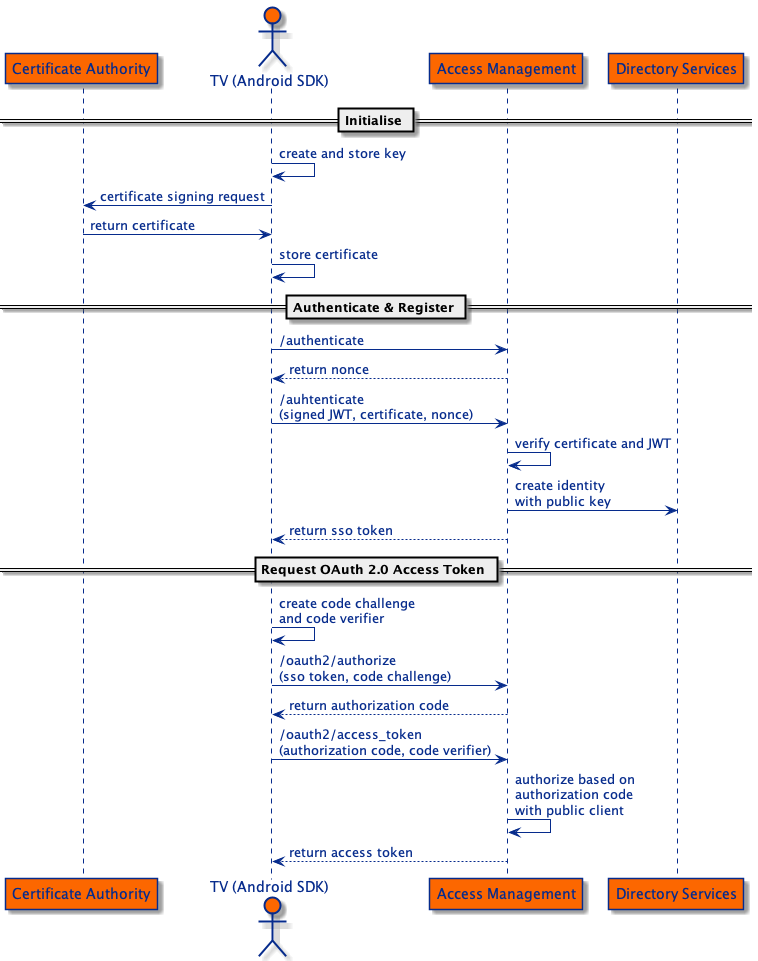 TV (Android SDK)
Certificate Authority
Access Management
Directory Services
Initialise
create and store key
certificate signing request
return certificate
store certificate
Authenticate & Register
/authenticate
return nonce
/auhtenticate
(signed JWT, certificate, nonce)
verify certificate and JWT
create identity
with public key
return sso token
Request OAuth 2.0 Access Token
create code challenge
and code verifier
/oauth2/authorize
(sso token, code challenge)
return authorization code
/oauth2/access_token
(authorization code, code verifier)
authorize based on
authorization code
with public client
return access token
Certificate Authority
TV (Android SDK)
Access Management
Directory Services